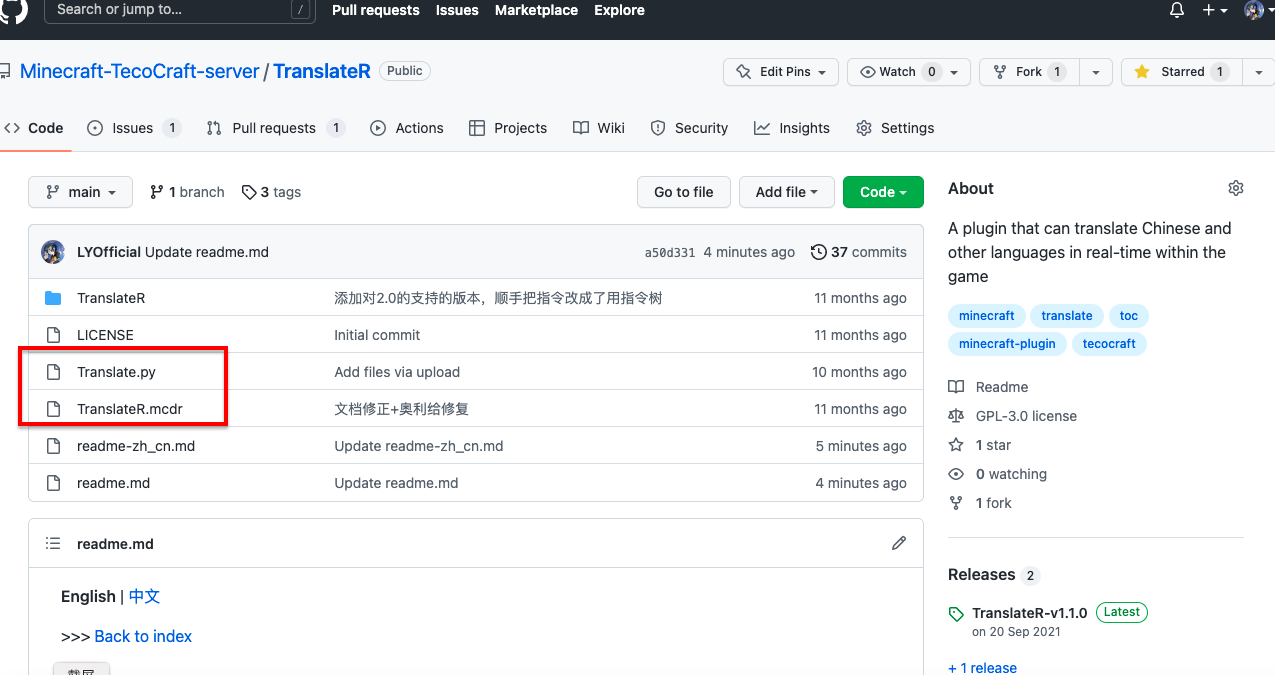 Search or jump to... /
Pull requests Issues Marketplace Explore
Minecraft-TecoCraft-server / TranslateR Public
Edit Pins Watch 0 Fork 1 Starred 1
Code Issues 1 Pull requests 1 Actions Projects Wiki Security Insights Settings
main 1 branch 3 tags Go to file Add file Code
LYOfficial Update readme.md a50d331 4 minutes ago 37 commits
TranslateR 添加对2.0的支持的版本，顺手把指令改成了用指令树 11 months ago
LICENSE Initial commit 11 months ago
Translate.py Add files via upload 10 months ago
TranslateR.mcdr 文档修正+奥利给修复 11 months ago
readme-zh_cn.md Update readme-zh_cn.md 5 minutes ago
readme.md Update readme.md 4 minutes ago
readme.md
English | 中文
>>> Back to index
About
A plugin that can translate Chinese and
other languages in real-time within the
game
minecraft translate toc
minecraft-plugin tecocraft
Readme
GPL-3.0 license
1 star
0 watching
1 fork
Releases 2
TranslateR-v1.1.0 Latest
on 20 Sep 2021
+ 1 release